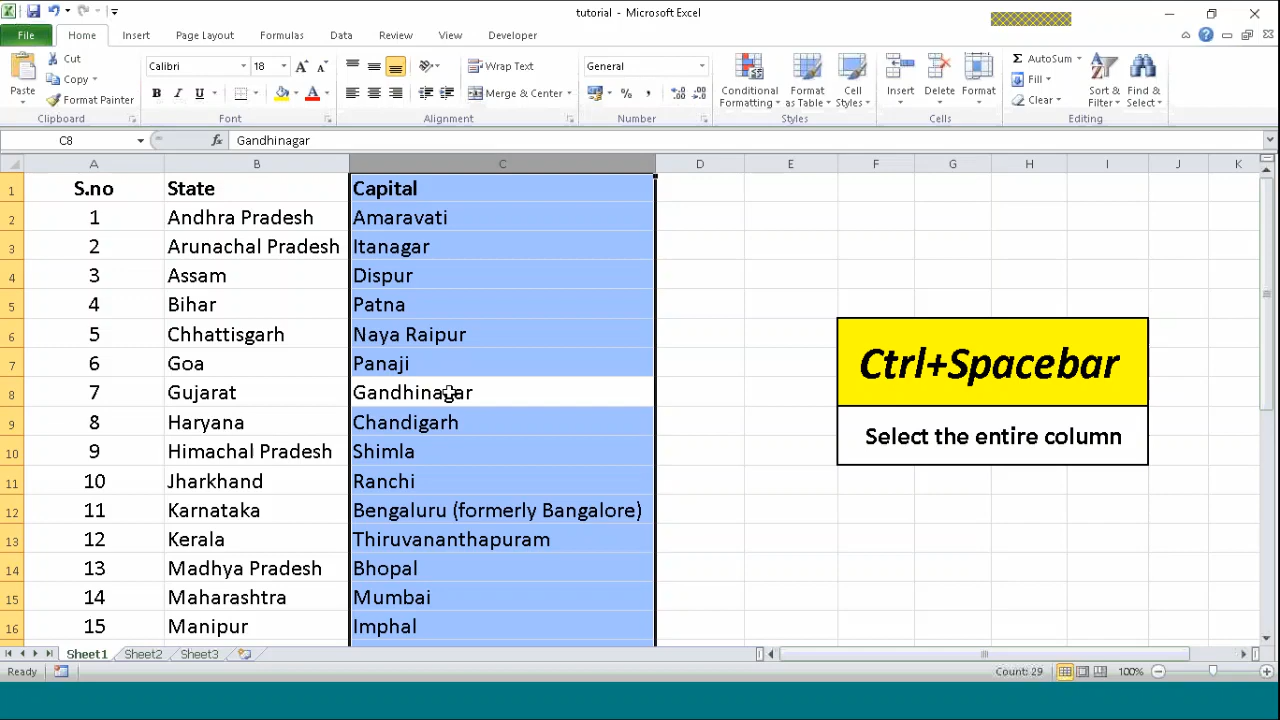 tutorial - Microsoft Excel
File Home Insert Page Layout Formulas Data Review View Developer
Cut
Copy
Format Painter
Paste
Clipboard
Calibri 18
B I U
Font
Wrap Text
Merge & Center
Alignment
General
Number
Conditional Formatting
Format as Table
Cell Styles
Styles
Insert Delete Format
Cells
AutoSum
Fill
Clear
Sort & Filter
Find & Select
Editing
C8 fx Gandhinagar
A B C D E F G H I J K
1 S.no State Capital
2 1 Andhra Pradesh Amaravati
3 2 Arunachal Pradesh Itanagar
4 3 Assam Dispur
5 4 Bihar Patna
6 5 Chhattisgarh Naya Raipur
7 6 Goa Panaji
8 7 Gujarat Gandhinagar
9 8 Haryana Chandigarh
10 9 Himachal Pradesh Shimla
11 10 Jharkhand Ranchi
12 11 Karnataka Bengaluru (formerly Bangalore)
13 12 Kerala Thiruvananthapuram
14 13 Madhya Pradesh Bhopal
15 14 Maharashtra Mumbai
16 15 Manipur Imphal
Ctrl+Spacebar
Select the entire column
Sheet1 Sheet2 Sheet3
Ready Count: 29 100%